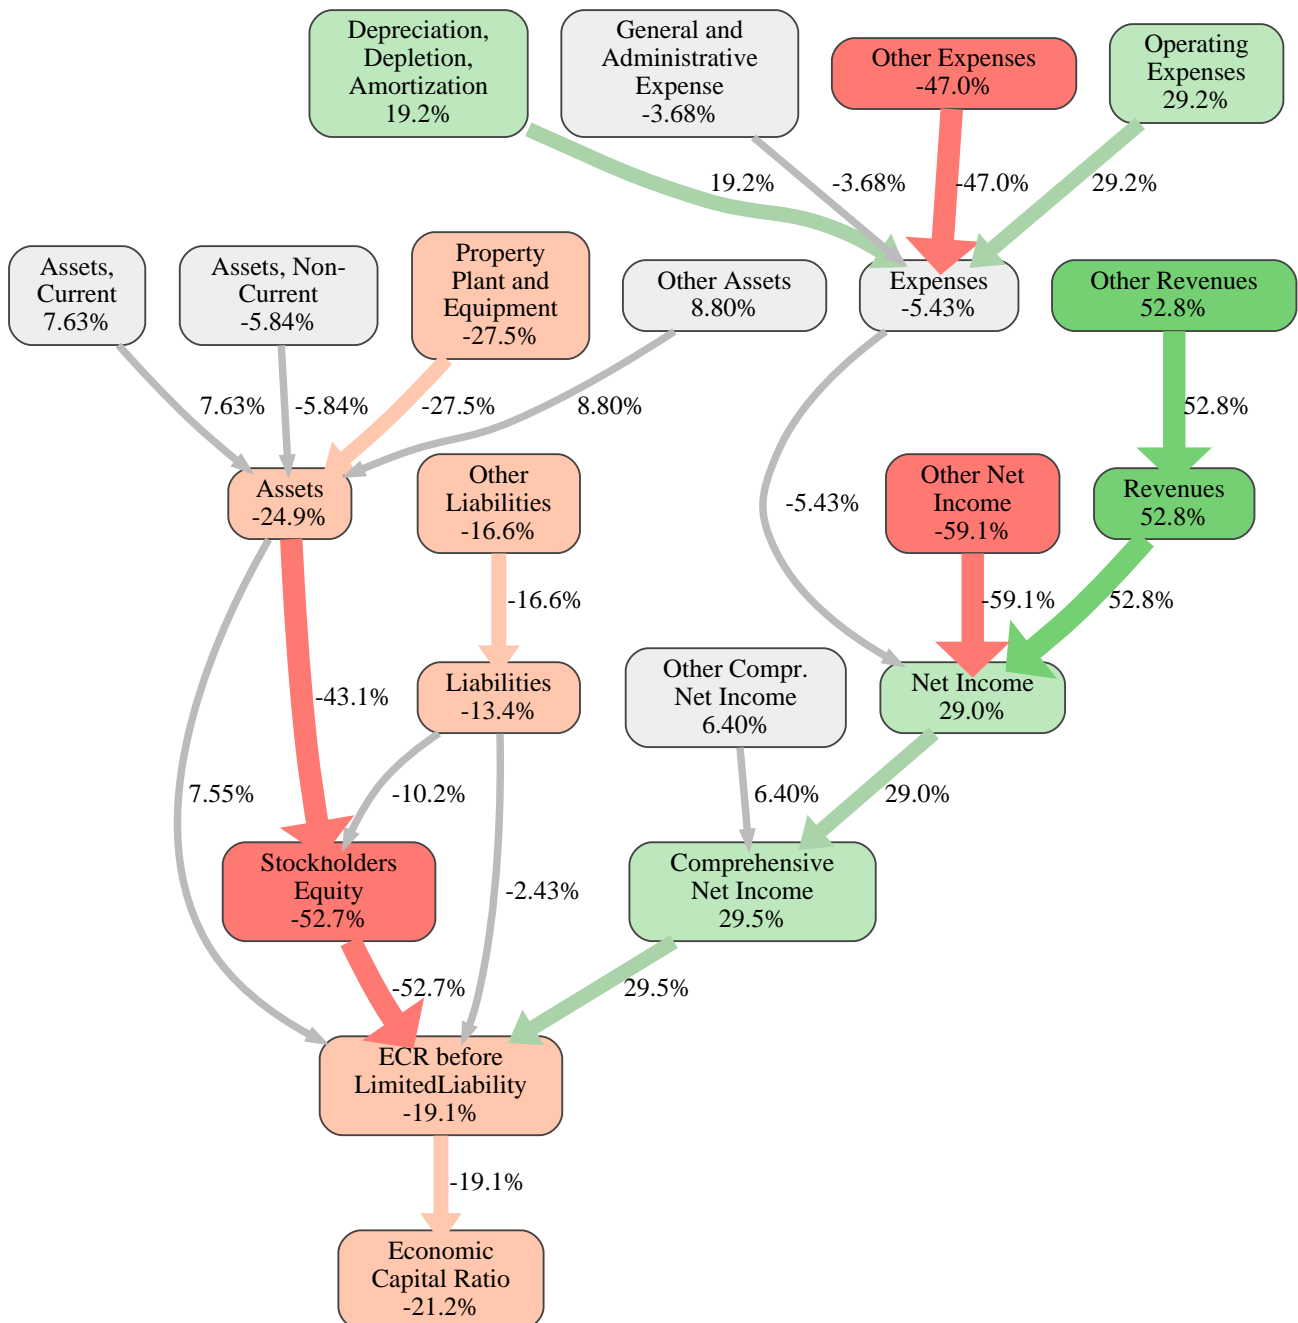 Depreciation,
Depletion,
Amortization
19.2%
General and
Administrative
Expense
-3.68%
Other Expenses
-47.0%
Operating
Expenses
29.2%
19.2%
-3.68%
-47.0%
29.2%
Assets,
Current
7.63%
Assets, Non-
Current
-5.84%
Property
Plant and
Equipment
-27.5%
Other Assets
8.80%
Expenses
-5.43%
Other Revenues
52.8%
7.63%
-5.84%
-27.5%
8.80%
52.8%
Assets
-24.9%
Other
Liabilities
-16.6%
-5.43%
Other Net
Income
-59.1%
Revenues
52.8%
-16.6%
-59.1%
52.8%
-43.1%
Liabilities
-13.4%
Other Compr.
Net Income
6.40%
Net Income
29.0%
7.55%
-10.2%
6.40%
29.0%
Stockholders
Equity
-52.7%
-2.43%
Comprehensive
Net Income
29.5%
-52.7%
29.5%
ECR before
LimitedLiability
-19.1%
-19.1%
Economic
Capital Ratio
-21.2%